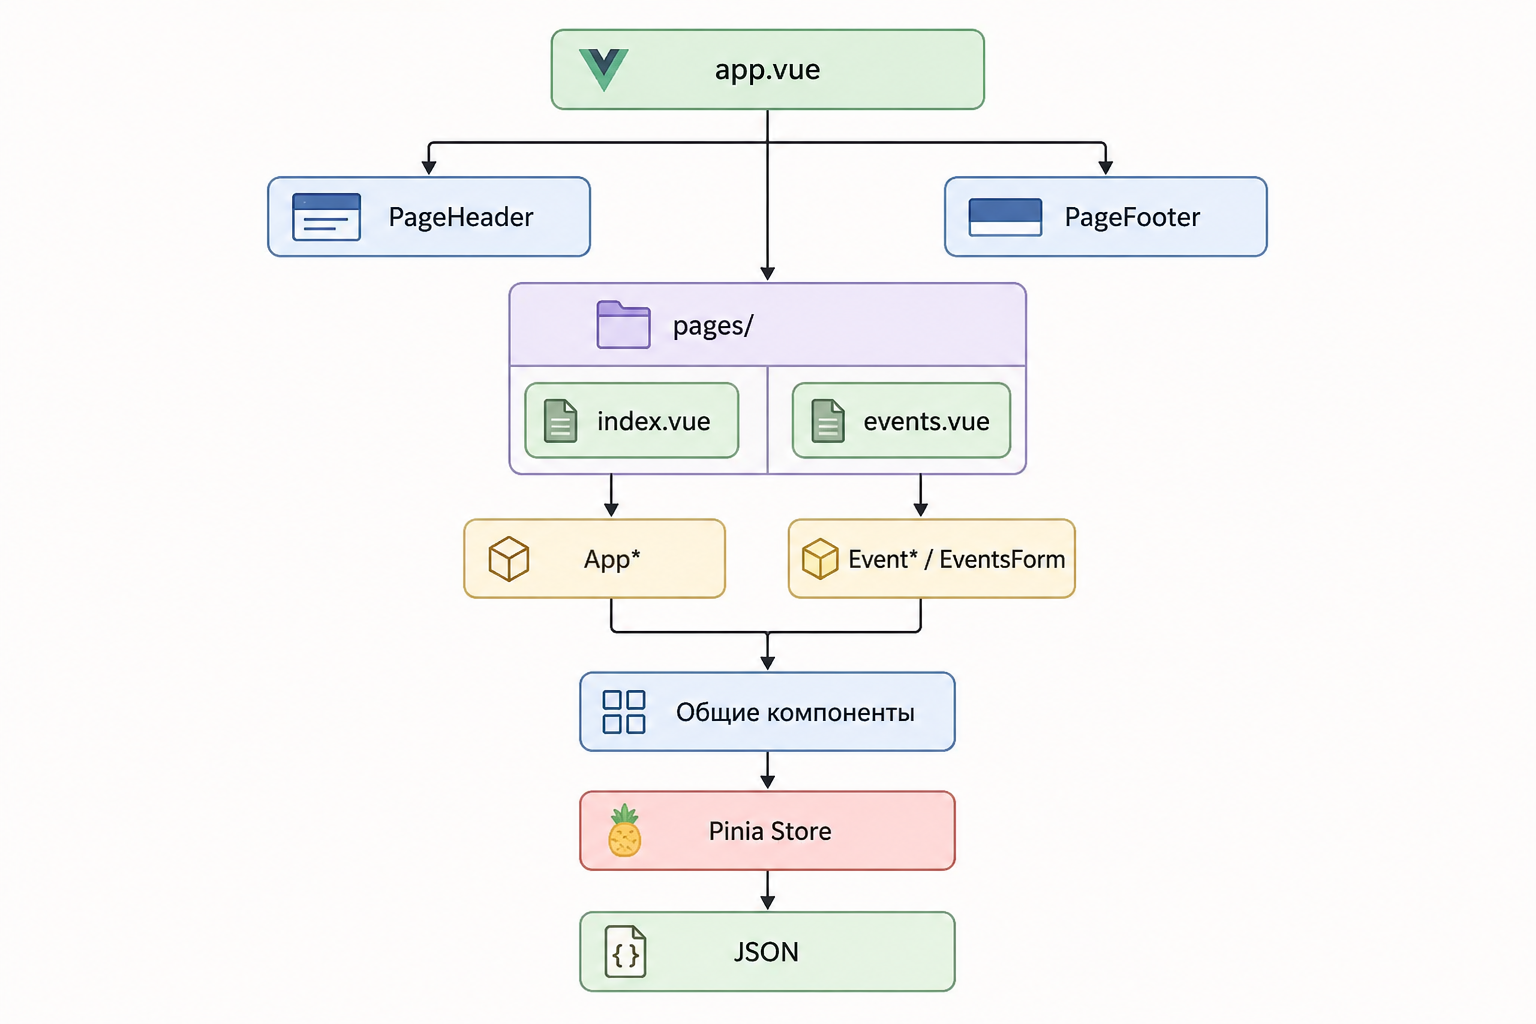 app.vue
PageHeader
PageFooter
pages/
index.vue
events.vue
App*
Event* / EventsForm
Общие компоненты
Pinia Store
{}
JSON